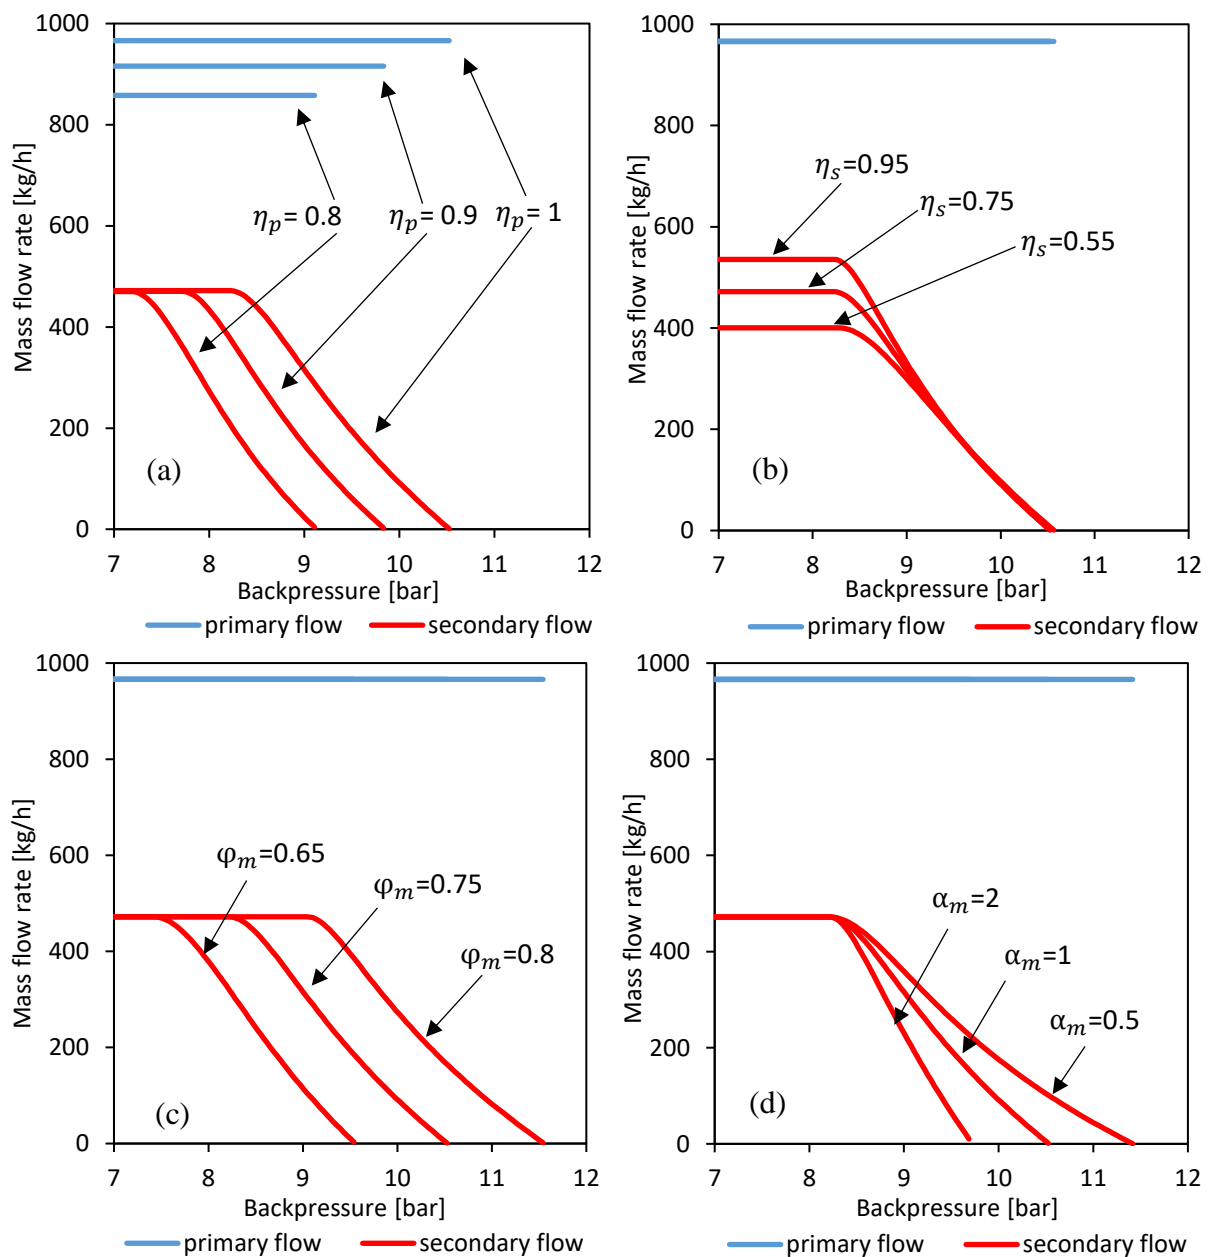 1000
800
600
400
200
0
Mass flow rate [kg/h]
η_p= 0.8
η_p= 0.9
η_p= 1
(a)
7 8 9 10 11 12
Backpressure [bar]
primary flow secondary flow
1000
800
600
400
200
0
Mass flow rate [kg/h]
η_s=0.95
η_s=0.75
η_s=0.55
(b)
7 8 9 10 11 12
Backpressure [bar]
primary flow secondary flow
1000
800
600
400
200
0
Mass flow rate [kg/h]
φ_m=0.65
φ_m=0.75
φ_m=0.8
(c)
7 8 9 10 11 12
Backpressure [bar]
primary flow secondary flow
1000
800
600
400
200
0
Mass flow rate [kg/h]
α_m=2
α_m=1
α_m=0.5
(d)
7 8 9 10 11 12
Backpressure [bar]
primary flow secondary flow